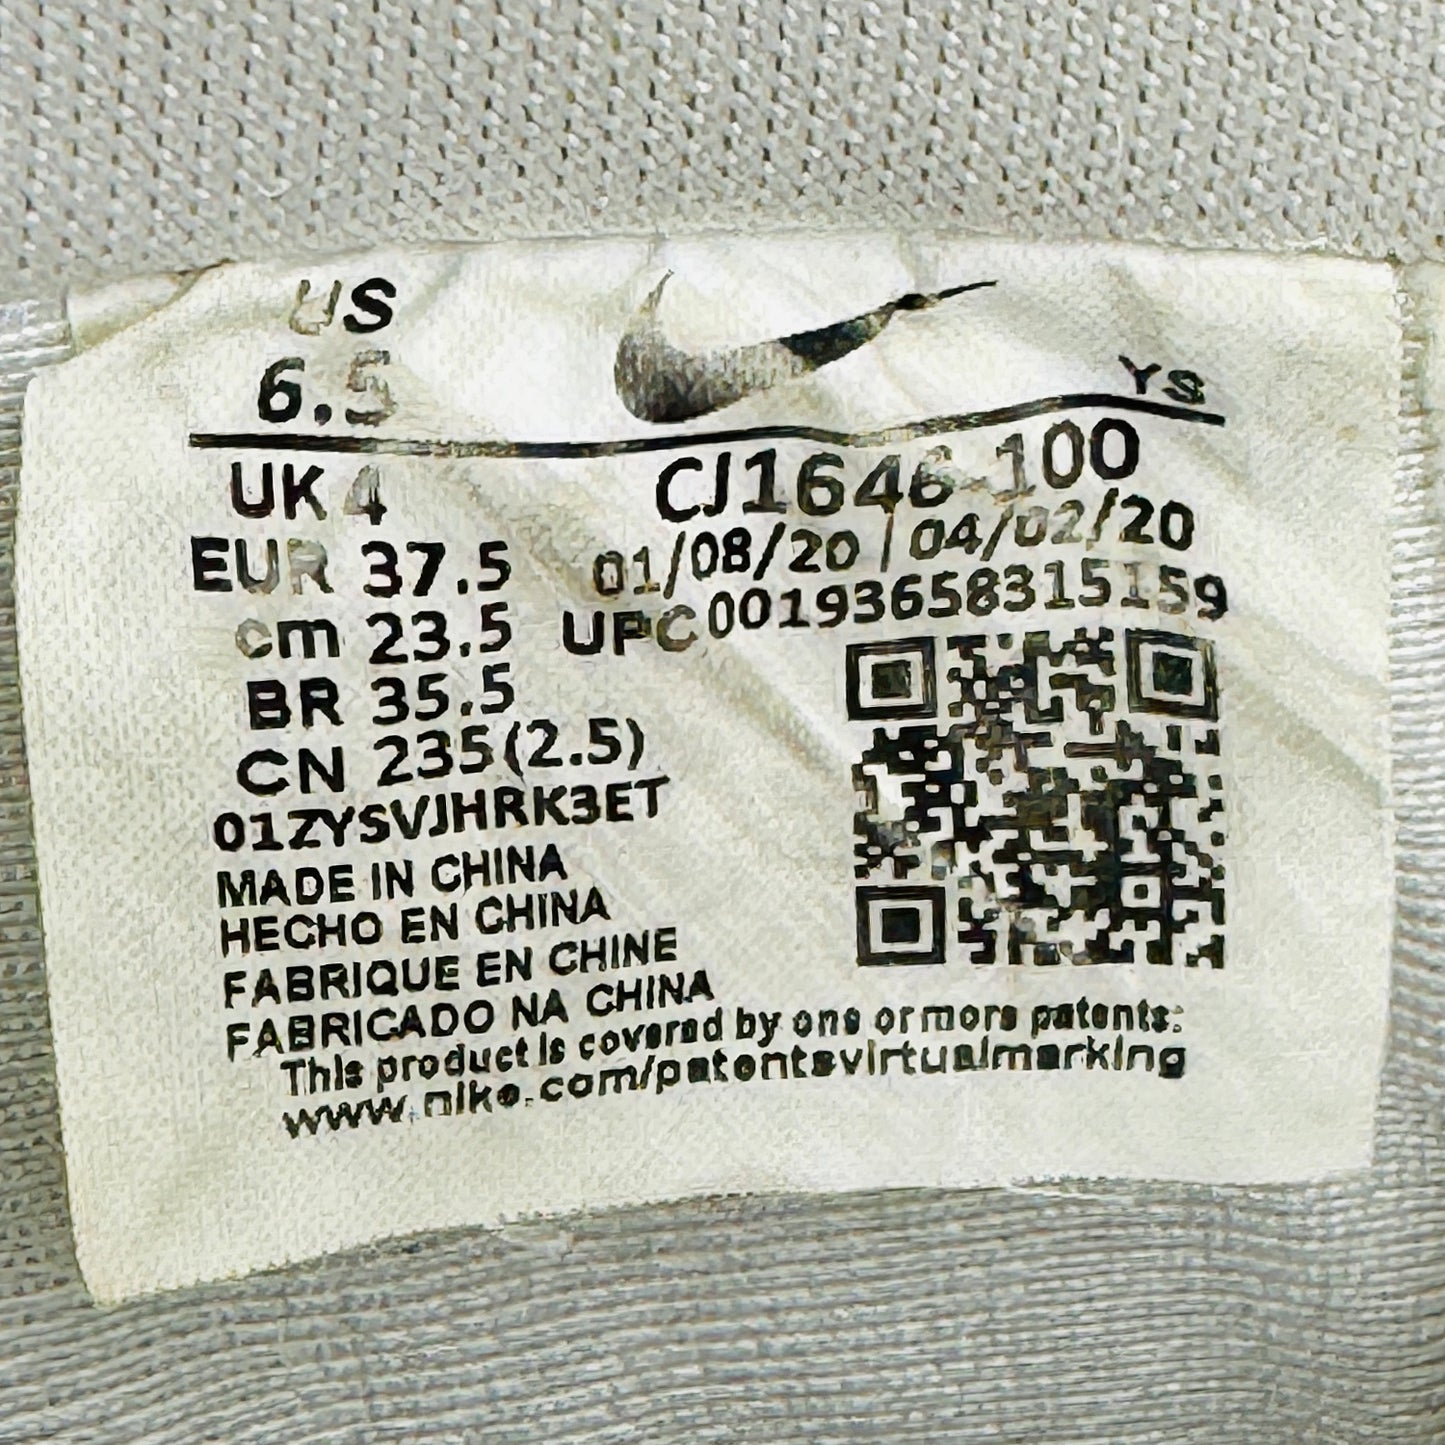 US
6.5
YS
UK 4
EUR 37.5
cm 23.5
BR 35.5
CN 235(2.5)
CJ1646-100
01/08/20 / 04/02/20
UPC 00193658315159
01ZYSVJHRK3ET
MADE IN CHINA
HECHO EN CHINA
FABRIQUE EN CHINE
FABRICADO NA CHINA
This product is covered by one or more patents:
www.nike.com/patentsvirtualmarking